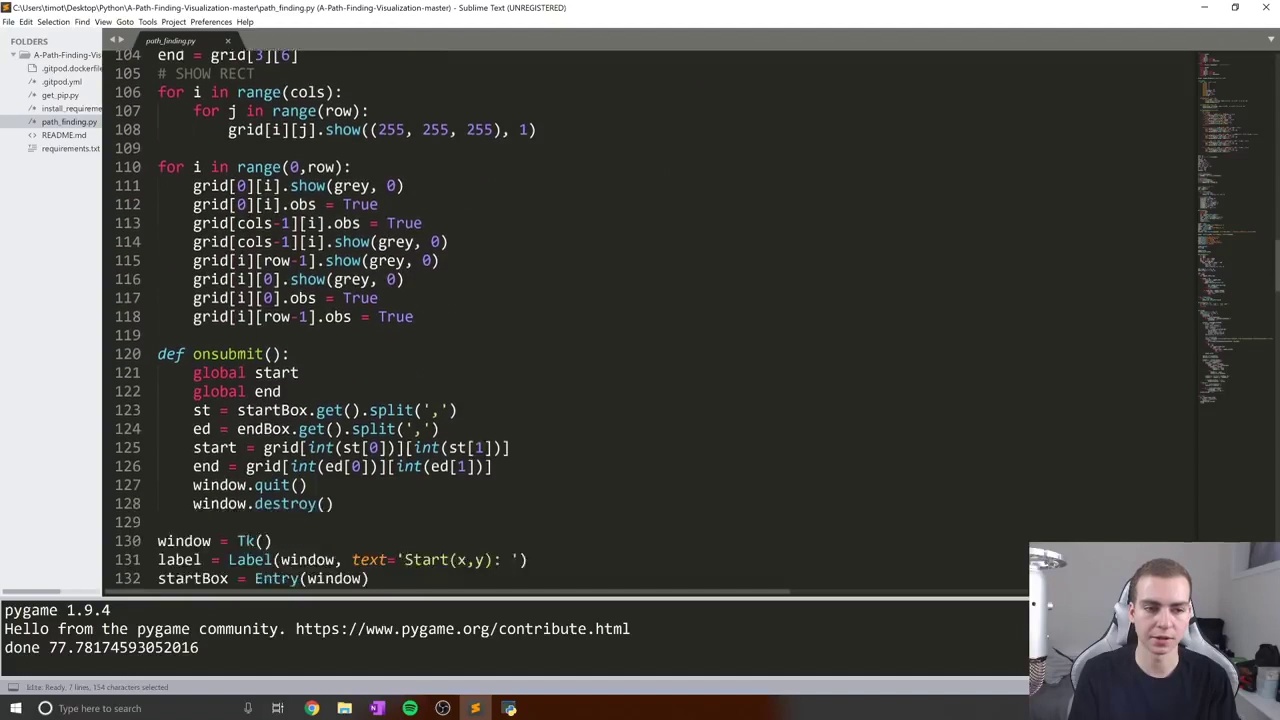 C:\Users\timot\Desktop\Python\A-Path-Finding-Visualization-master\path_finding.py (A-Path-Finding-Visualization-master) - Sublime Text (UNREGISTERED)
File Edit Selection Find View Goto Tools Project Preferences Help
FOLDERS
A-Path-Finding-Vis
.gitpod.dockerfile
.gitpod.yml
get_pip.py
install_requireme
path_finding.py
README.md
requirements.txt
path_finding.py
104 end = grid[3][6]
105 # SHOW RECT
106 for i in range(cols):
107 for j in range(row):
108 grid[i][j].show((255, 255, 255), 1)
109
110 for i in range(0,row):
111 grid[0][i].show(grey, 0)
112 grid[0][i].obs = True
113 grid[cols-1][i].obs = True
114 grid[cols-1][i].show(grey, 0)
115 grid[i][row-1].show(grey, 0)
116 grid[i][0].show(grey, 0)
117 grid[i][0].obs = True
118 grid[i][row-1].obs = True
119
120 def onsubmit():
121 global start
122 global end
123 st = startBox.get().split(',')
124 ed = endBox.get().split(',')
125 start = grid[int(st[0])][int(st[1])]
126 end = grid[int(ed[0])][int(ed[1])]
127 window.quit()
128 window.destroy()
129
130 window = Tk()
131 label = Label(window, text='Start(x,y): ')
132 startBox = Entry(window)
pygame 1.9.4
Hello from the pygame community. https://www.pygame.org/contribute.html
done 77.78174593052016
7 lines, 154 characters selected
Type here to search